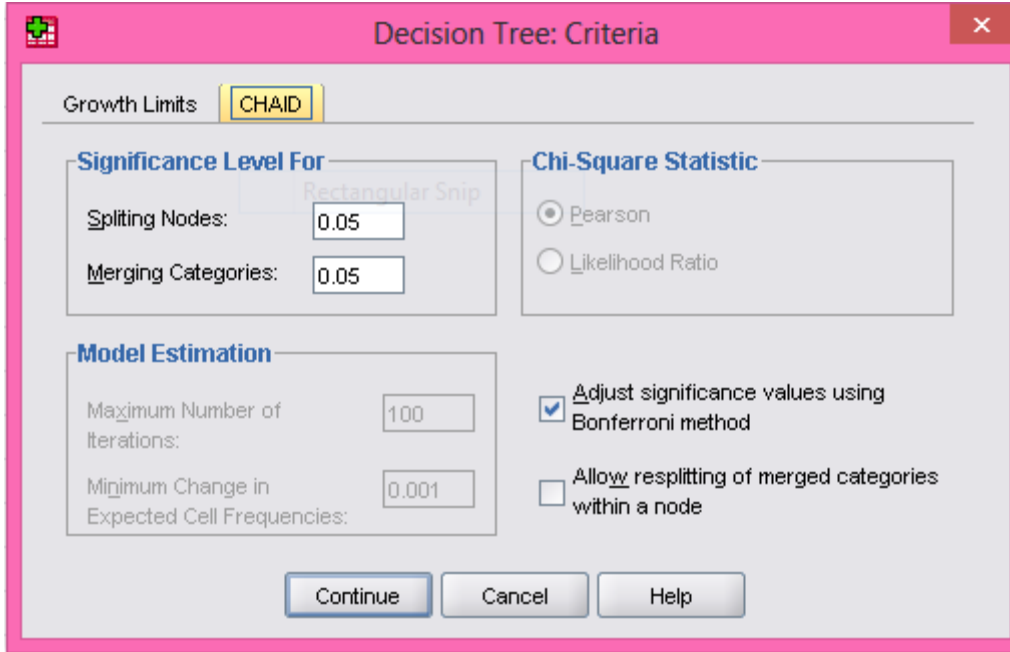 Decision Tree: Criteria
Growth Limits
CHAID
Significance Level For
Rectangular Snip
Spliting Nodes:
0.05
Merging Categories:
0.05
Chi-Square Statistic
Pearson
Likelihood Ratio
Model Estimation
Maximum Number of
Iterations:
100
Minimum Change in
Expected Cell Frequencies:
0.001
Adjust significance values using
Bonferroni method
Allow resplitting of merged categories
within a node
Continue
Cancel
Help